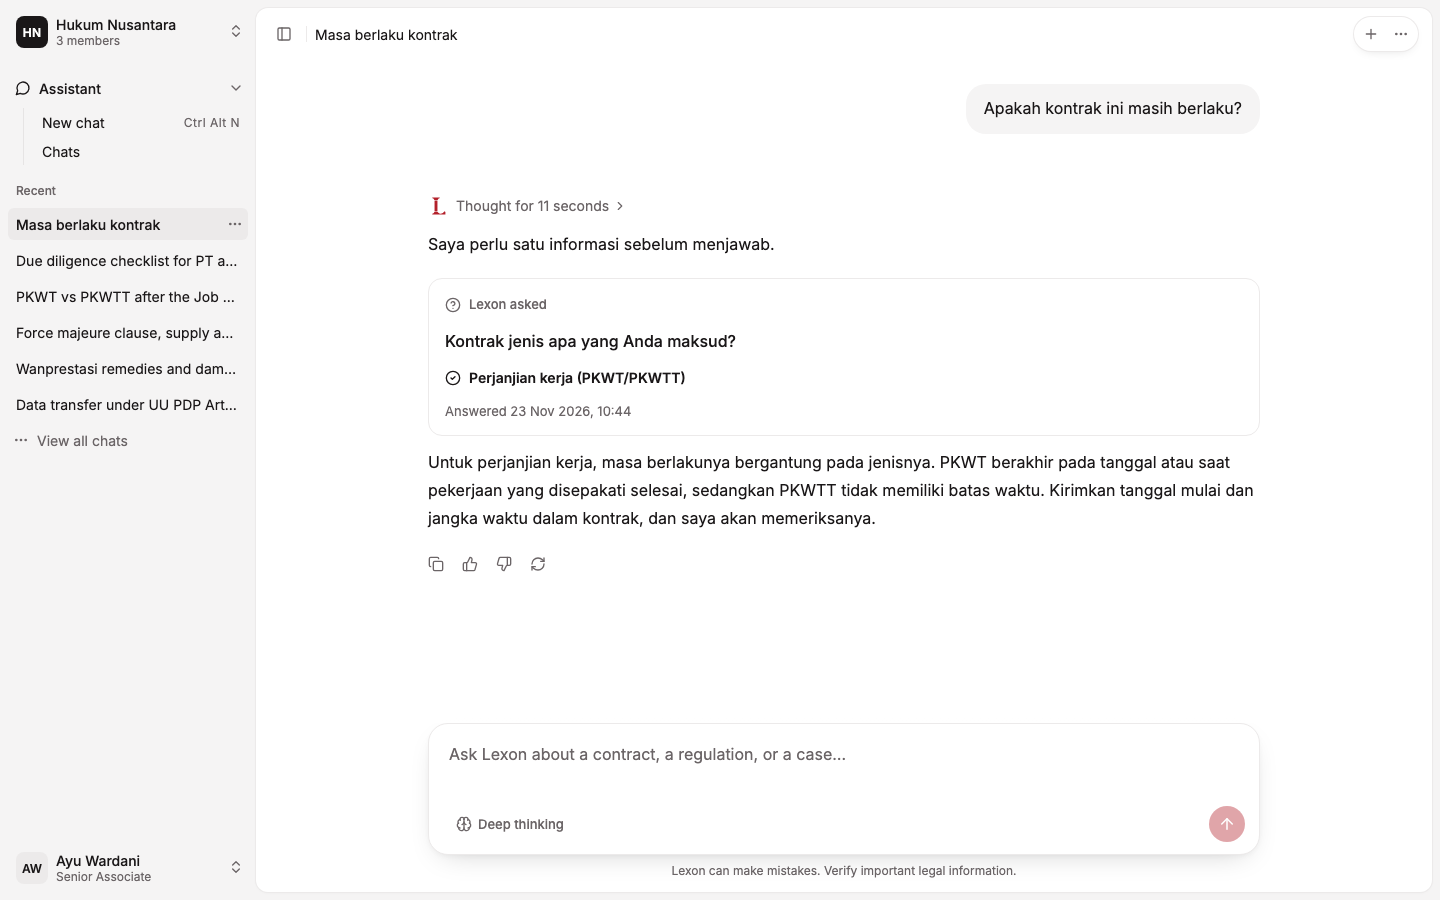 HN
Hukum Nusantara
3 members
Assistant
New chat
Ctrl Alt N
Chats
Recent
Masa berlaku kontrak
Due diligence checklist for PT a...
PKWT vs PKWTT after the Job ...
Force majeure clause, supply a...
Wanprestasi remedies and dam...
Data transfer under UU PDP Art...
View all chats
AW
Ayu Wardani
Senior Associate
Masa berlaku kontrak
Apakah kontrak ini masih berlaku?
L
Thought for 11 seconds
Saya perlu satu informasi sebelum menjawab.
Lexon asked
Kontrak jenis apa yang Anda maksud?
Perjanjian kerja (PKWT/PKWTT)
Answered 23 Nov 2026, 10:44
Untuk perjanjian kerja, masa berlakunya bergantung pada jenisnya. PKWT berakhir pada tanggal atau saat
pekerjaan yang disepakati selesai, sedangkan PKWTT tidak memiliki batas waktu. Kirimkan tanggal mulai dan
jangka waktu dalam kontrak, dan saya akan memeriksanya.
Ask Lexon about a contract, a regulation, or a case...
Deep thinking
Lexon can make mistakes. Verify important legal information.